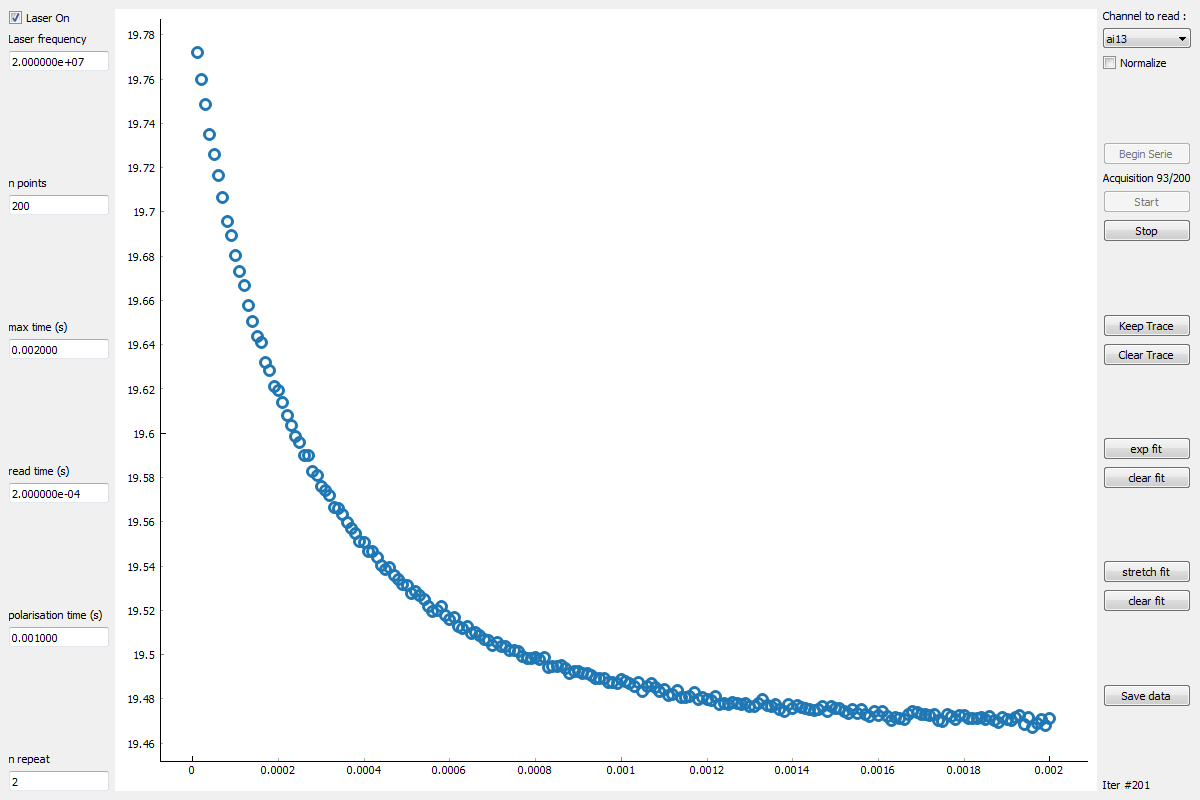 Laser On
Laser frequency
2.000000e+07
n points
200
max time (s)
0.002000
read time (s)
2.000000e-04
polarisation time (s)
0.001000
n repeat
2
19.78
19.76
19.74
19.72
19.7
19.68
19.66
19.64
19.62
19.6
19.58
19.56
19.54
19.52
19.5
19.48
19.46
0 0.0002 0.0004 0.0006 0.0008 0.001 0.0012 0.0014 0.0016 0.0018 0.002
Channel to read :
ai13
Normalize
Begin Serie
Acquisition 93/200
Start
Stop
Keep Trace
Clear Trace
exp fit
clear fit
stretch fit
clear fit
Save data
Iter #201